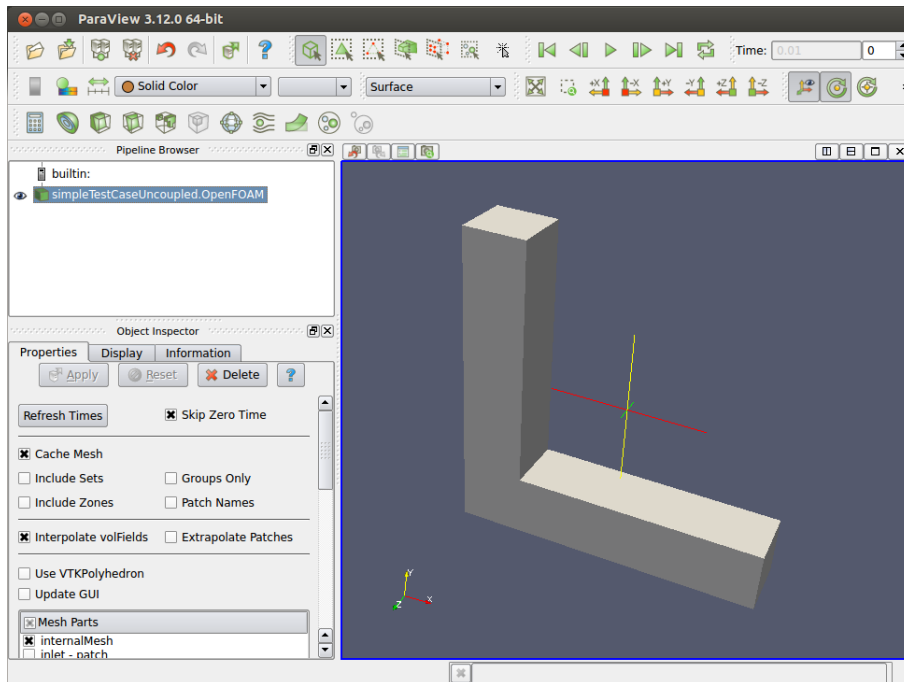 ParaView 3.12.0 64-bit
Time: 0.01 0
Solid Color Surface +X -X +Y -Y +Z -Z
Pipeline Browser
builtin:
simpleTestCaseUncoupled.OpenFOAM
Object Inspector
Properties Display Information
Apply Reset Delete ?
Refresh Times Skip Zero Time
Cache Mesh
Include Sets Groups Only
Include Zones Patch Names
Interpolate volFields Extrapolate Patches
Use VTKPolyhedron
Update GUI
Mesh Parts
internalMesh
inlet - patch
Y
X
Z